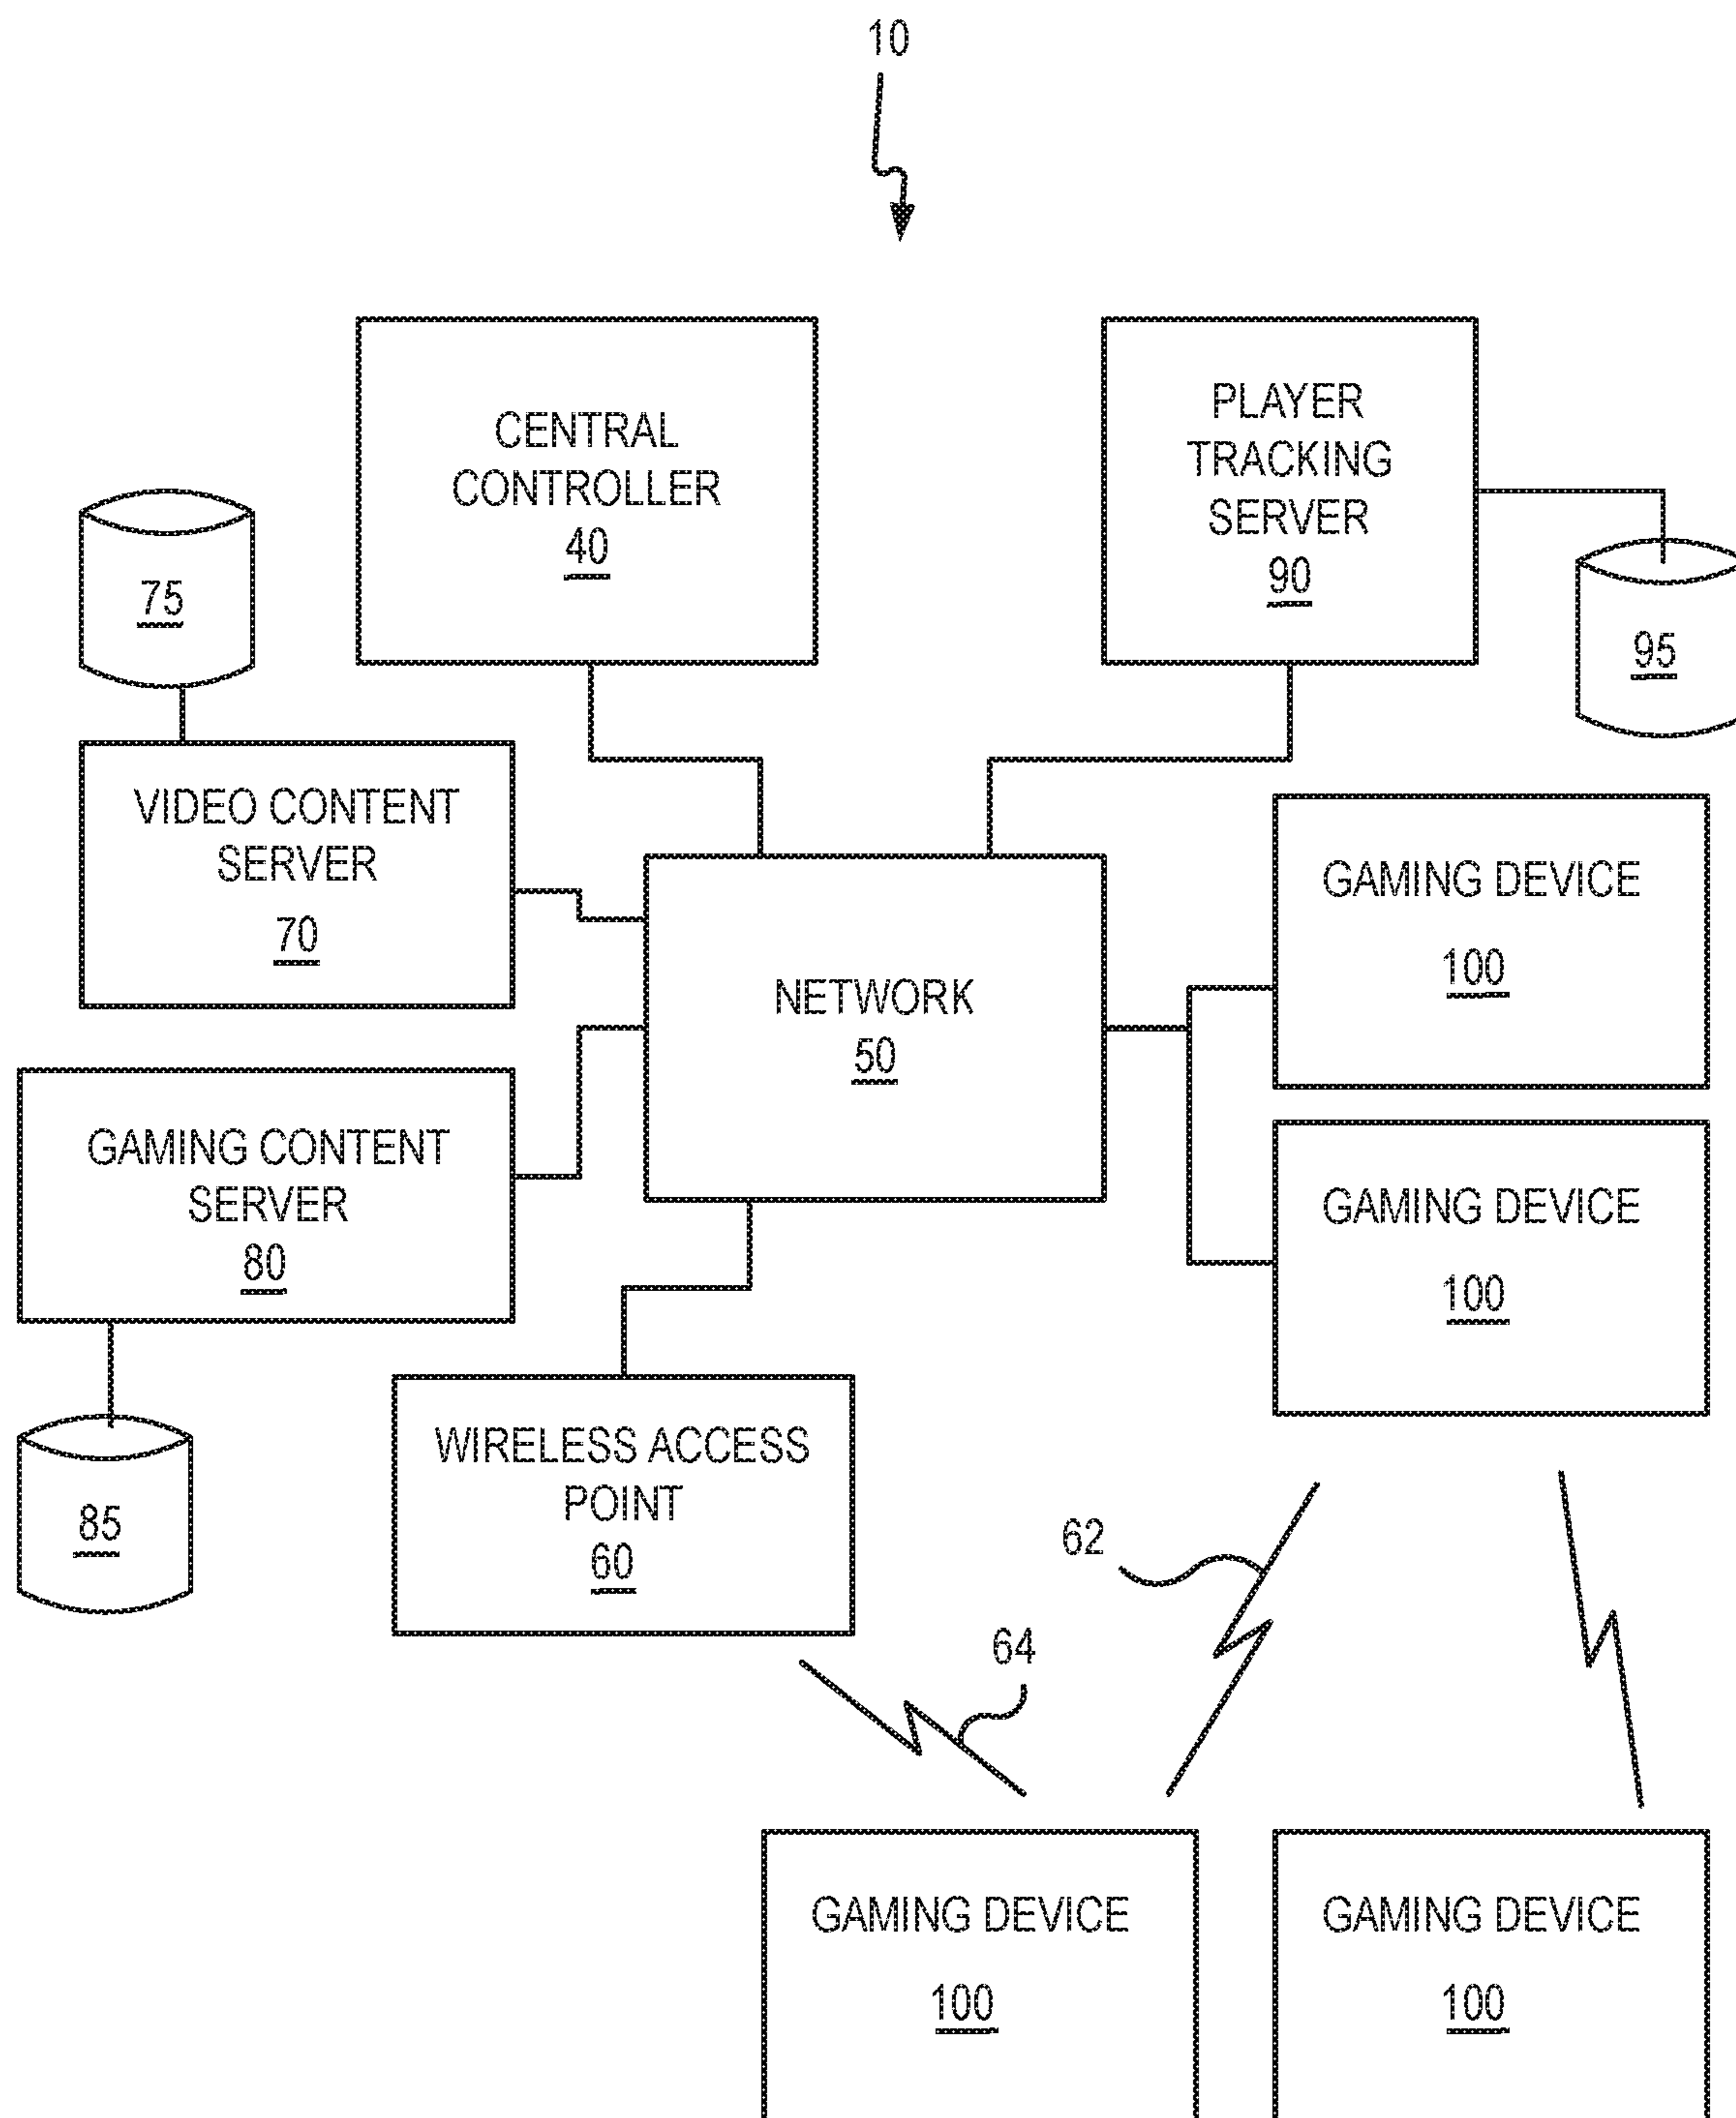 10
CENTRAL
CONTROLLER
40
PLAYER
TRACKING
SERVER
90
75
95
VIDEO CONTENT
SERVER
70
GAMING DEVICE
100
NETWORK
50
GAMING CONTENT
SERVER
80
GAMING DEVICE
100
WIRELESS ACCESS
POINT
60
85
62
64
GAMING DEVICE
100
GAMING DEVICE
100